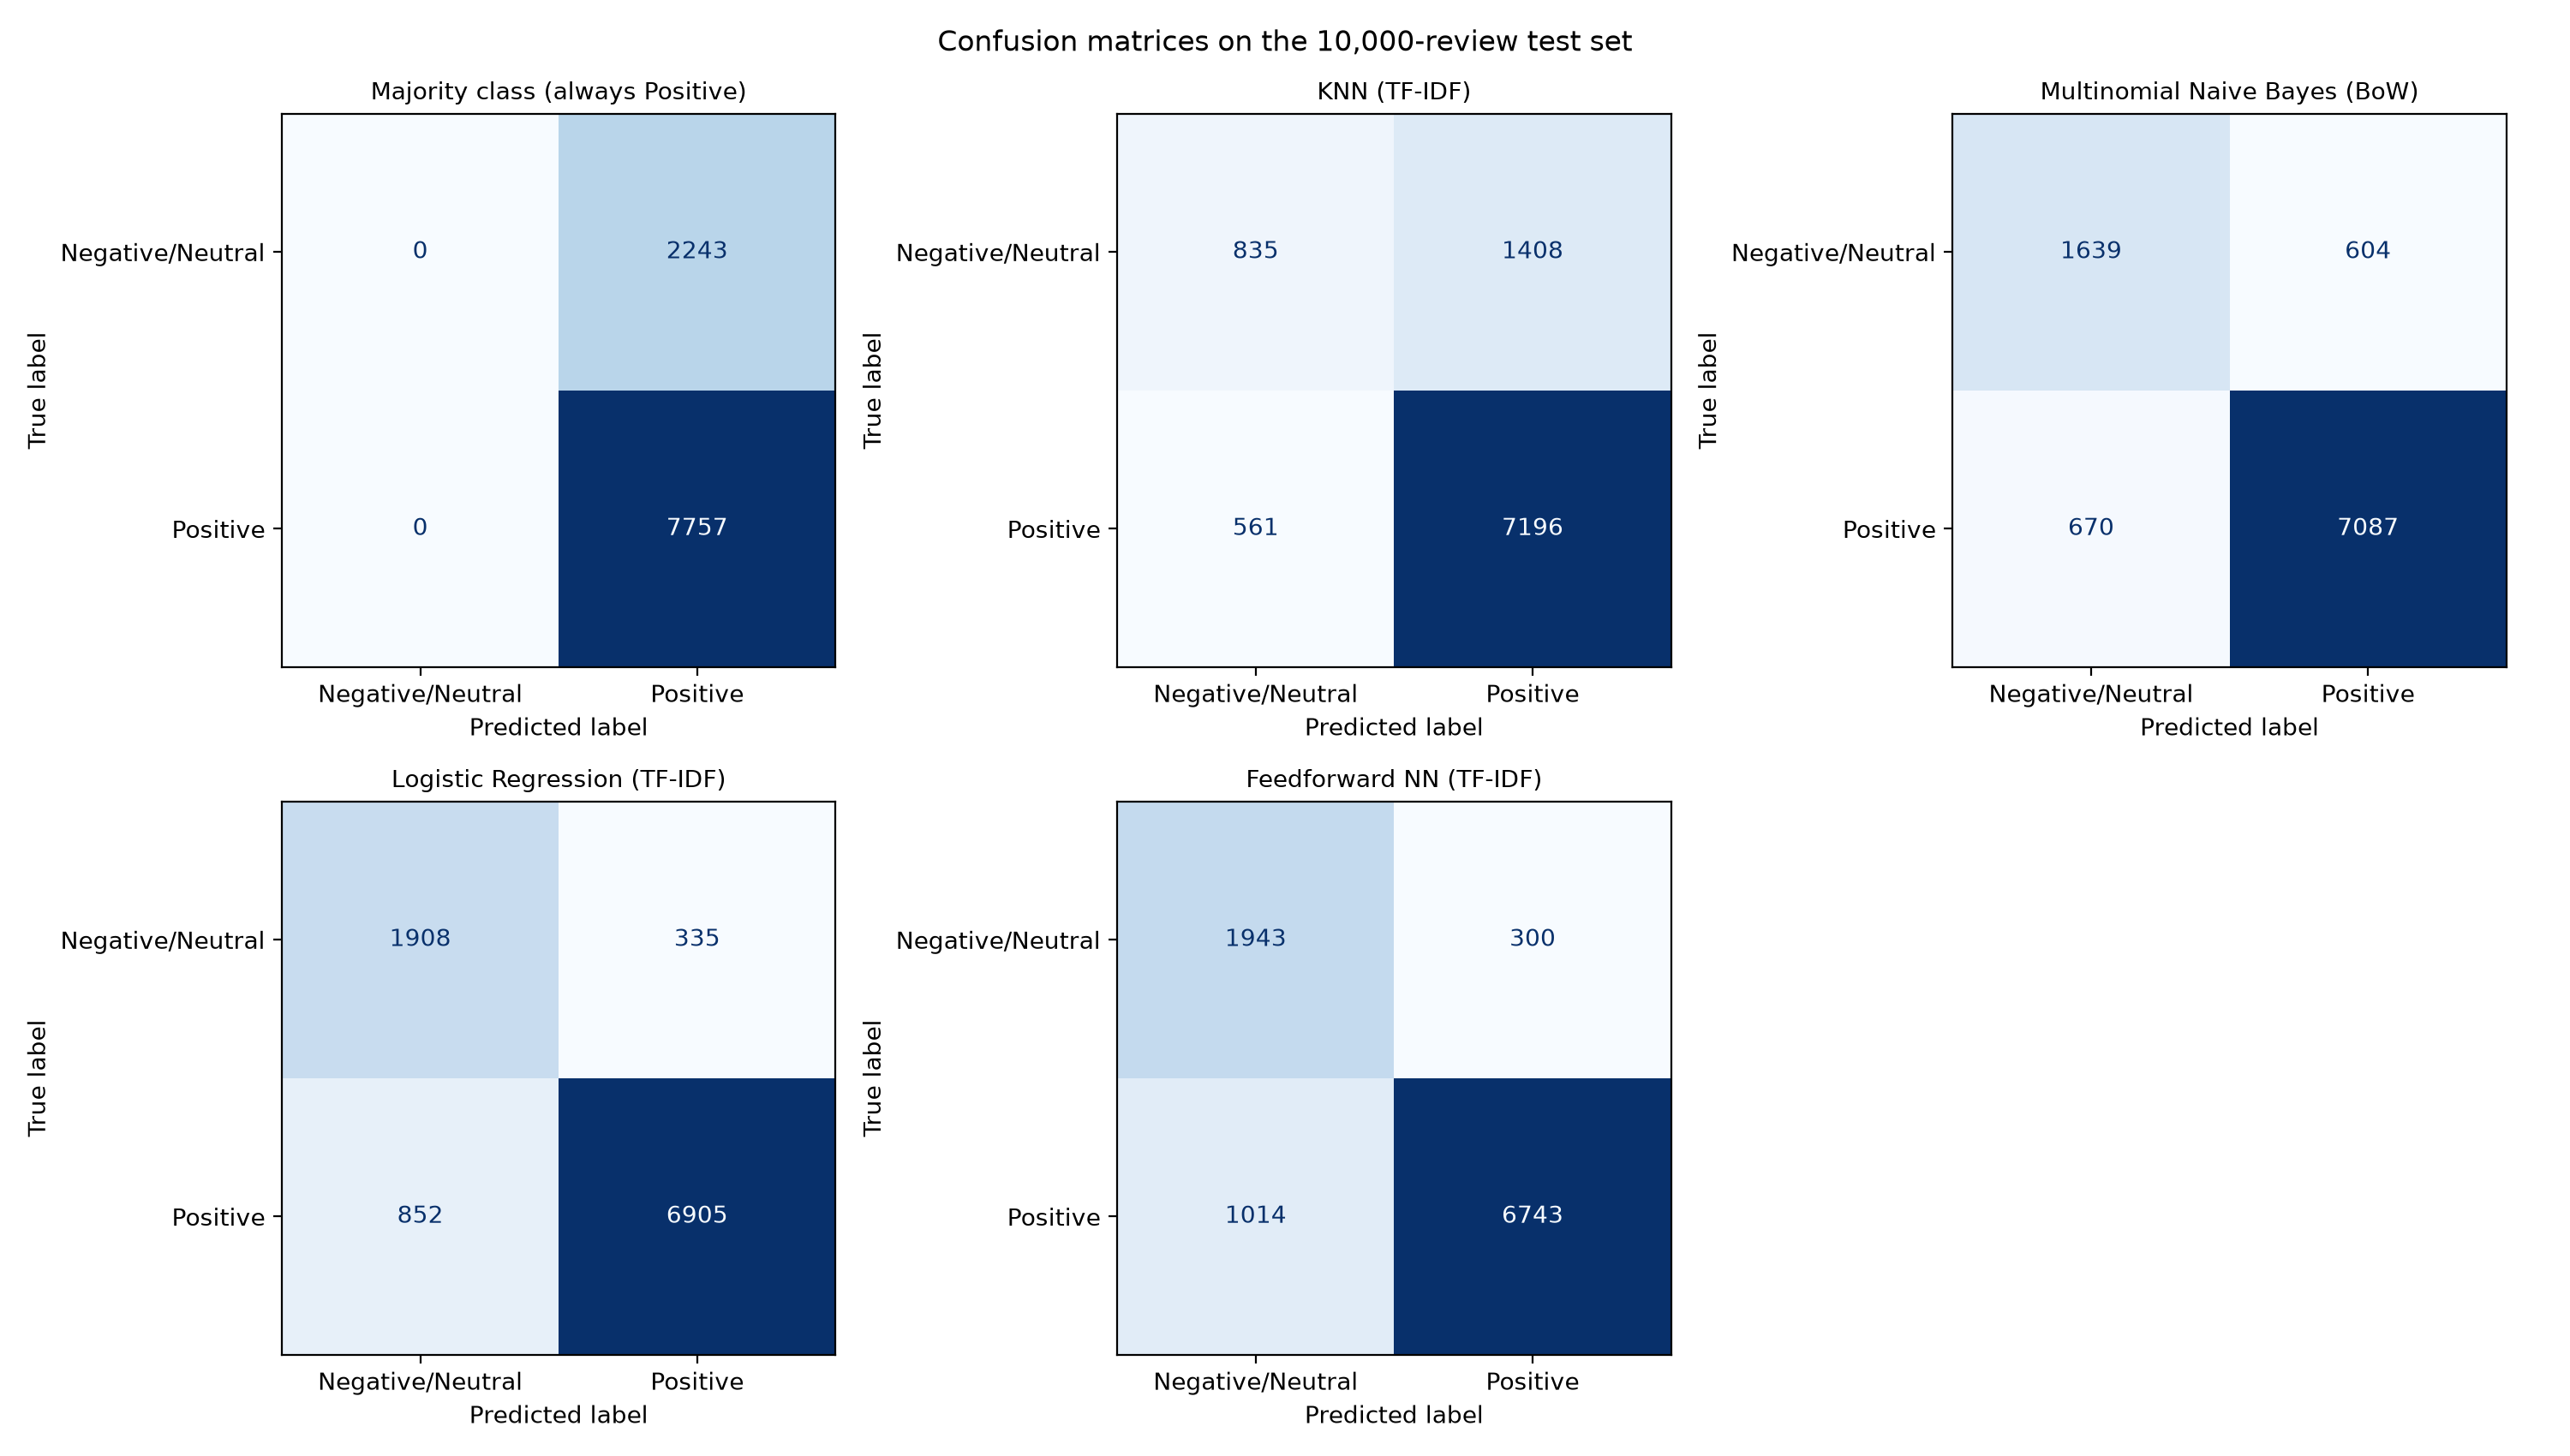 Confusion matrices on the 10,000-review test set
Majority class (always Positive)
True label
Negative/Neutral
0
2243
Positive
0
7757
Negative/Neutral
Positive
Predicted label
KNN (TF-IDF)
True label
Negative/Neutral
835
1408
Positive
561
7196
Negative/Neutral
Positive
Predicted label
Multinomial Naive Bayes (BoW)
True label
Negative/Neutral
1639
604
Positive
670
7087
Negative/Neutral
Positive
Predicted label
Logistic Regression (TF-IDF)
True label
Negative/Neutral
1908
335
Positive
852
6905
Negative/Neutral
Positive
Predicted label
Feedforward NN (TF-IDF)
True label
Negative/Neutral
1943
300
Positive
1014
6743
Negative/Neutral
Positive
Predicted label